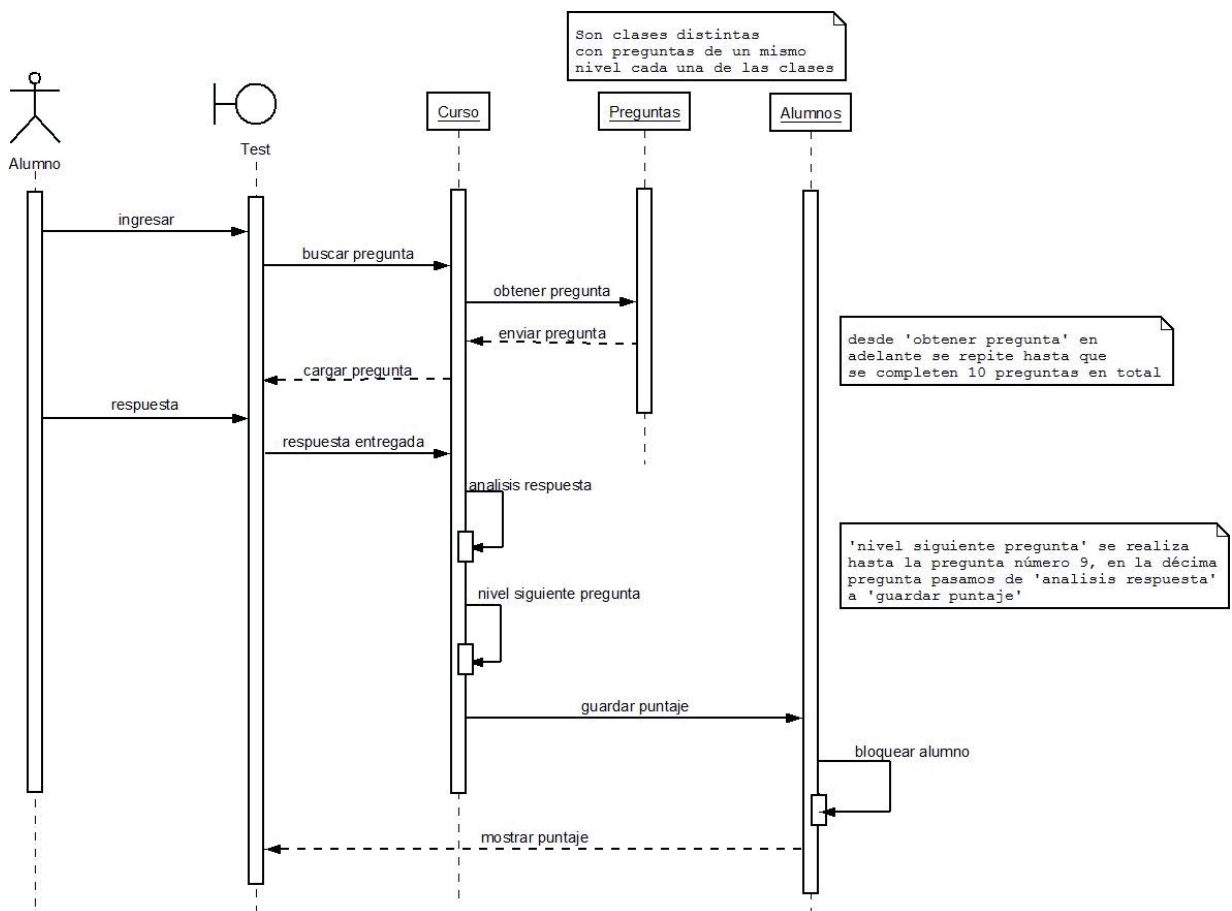 Son clases distintas
con preguntas de un mismo
nivel cada una de las clases
Alumno
Test
Curso
Preguntas
Alumnos
ingresar
buscar pregunta
obtener pregunta
enviar pregunta
cargar pregunta
desde 'obtener pregunta' en
adelante se repite hasta que
se completen 10 preguntas en total
respuesta
respuesta entregada
analisis respuesta
'nivel siguiente pregunta' se realiza
hasta la pregunta número 9, en la décima
pregunta pasamos de 'analisis respuesta'
a 'guardar puntaje'
nivel siguiente pregunta
guardar puntaje
bloquear alumno
mostrar puntaje